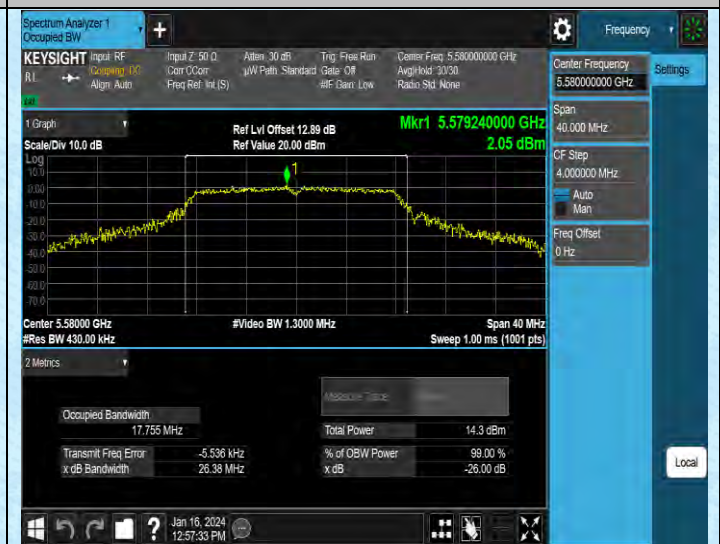 Spectrum Analyzer 1
Occupied BW
+
Frequency
KEYSIGHT Input: RF
RL
Coupling: DC
Align: Auto
Input Z: 50 Ω
Corr CCorr
Freq Ref: Int (S)
Atten: 30 dB
µW Path: Standard
Trig: Free Run
Gate: Off
#IF Gain: Low
Center Freq: 5.580000000 GHz
Avg|Hold: 30/30
Radio Std: None
Center Frequency
5.580000000 GHz
Settings
Span
40.000 MHz
CF Step
4.000000 MHz
Auto
Man
Freq Offset
0 Hz
1 Graph
Scale/Div 10.0 dB
Ref Lvl Offset 12.89 dB
Ref Value 20.00 dBm
Mkr1 5.579240000 GHz
2.05 dBm
Log
10.0
0.00
-10.0
-20.0
-30.0
-40.0
-50.0
-60.0
-70.0
1
Center 5.58000 GHz
#Res BW 430.00 kHz
#Video BW 1.3000 MHz
Span 40 MHz
Sweep 1.00 ms (1001 pts)
2 Metrics
Measure Trace
Occupied Bandwidth
17.755 MHz
Total Power 14.3 dBm
Transmit Freq Error -5.536 kHz
% of OBW Power 99.00 %
x dB Bandwidth 26.38 MHz
x dB -26.00 dB
Local
?
Jan 16, 2024
12:57:33 PM